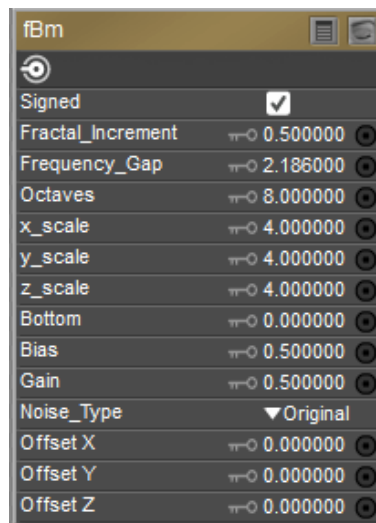 fBm
Signed
Fractal_Increment 0.500000
Frequency_Gap 2.186000
Octaves 8.000000
x_scale 4.000000
y_scale 4.000000
z_scale 4.000000
Bottom 0.000000
Bias 0.500000
Gain 0.500000
Noise_Type Original
Offset X 0.000000
Offset Y 0.000000
Offset Z 0.000000